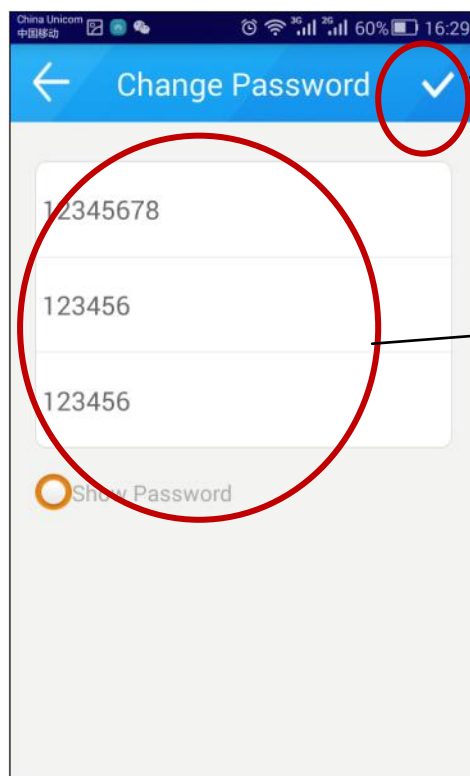 China Unicom
中国移动 3G 2G 60% 16:29
Change Password
12345678
123456
123456
Show Password